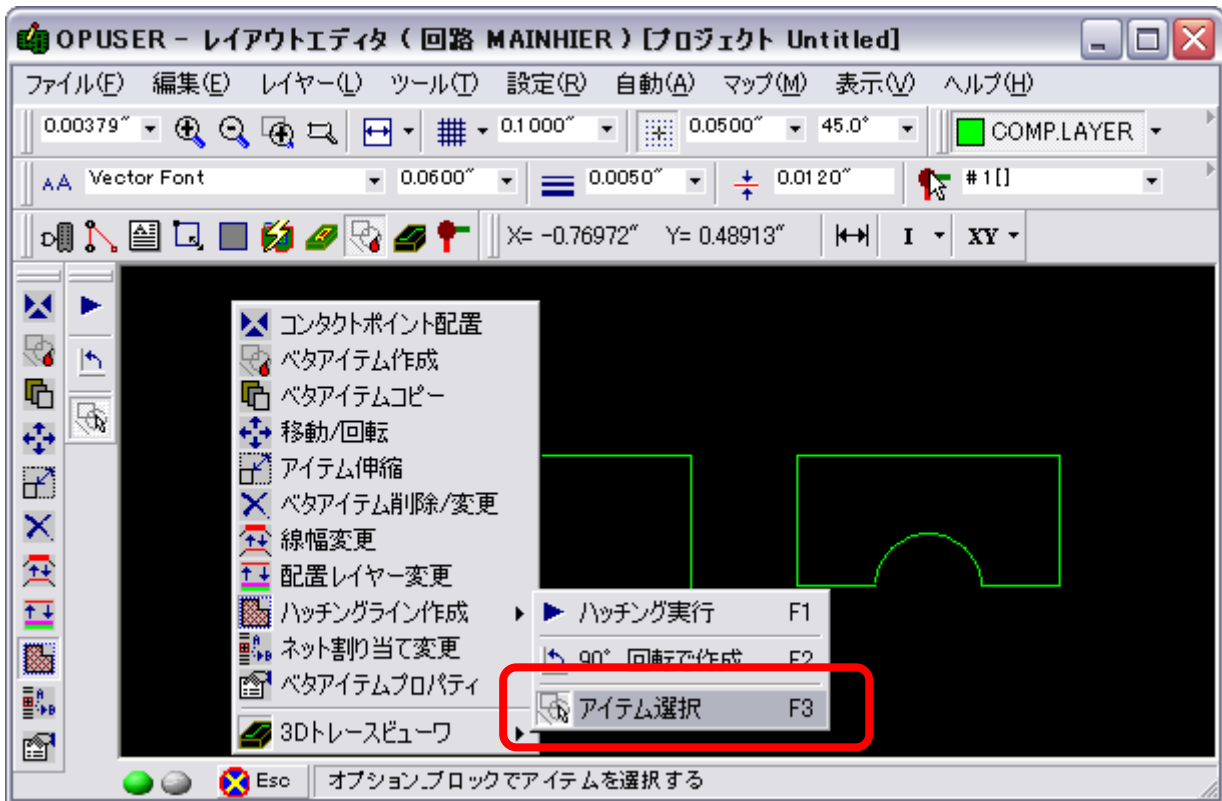 OPUSER - レイアウトエディタ ( 回路 MAINHIER ) [プロジェクト Untitled]
ファイル(F) 編集(E) レイヤー(L) ツール(T) 設定(R) 自動(A) マップ(M) 表示(V) ヘルプ(H)
0.00379" 0.1000" 0.0500" 45.0° COMP.LAYER
AA Vector Font 0.0600" 0.0050" 0.0120" #1[]
X= -0.76972" Y= 0.48913" I XY
コンタクトポイント配置
ベタアイテム作成
ベタアイテムコピー
移動/回転
アイテム伸縮
ベタアイテム削除/変更
線幅変更
配置レイヤー変更
ハッチングライン作成
ハッチング実行 F1
ネット割り当て変更
90° 回転で作成 F2
ベタアイテムプロパティ
アイテム選択 F3
3Dトレースビューワ
Esc オプションブロックでアイテムを選択する